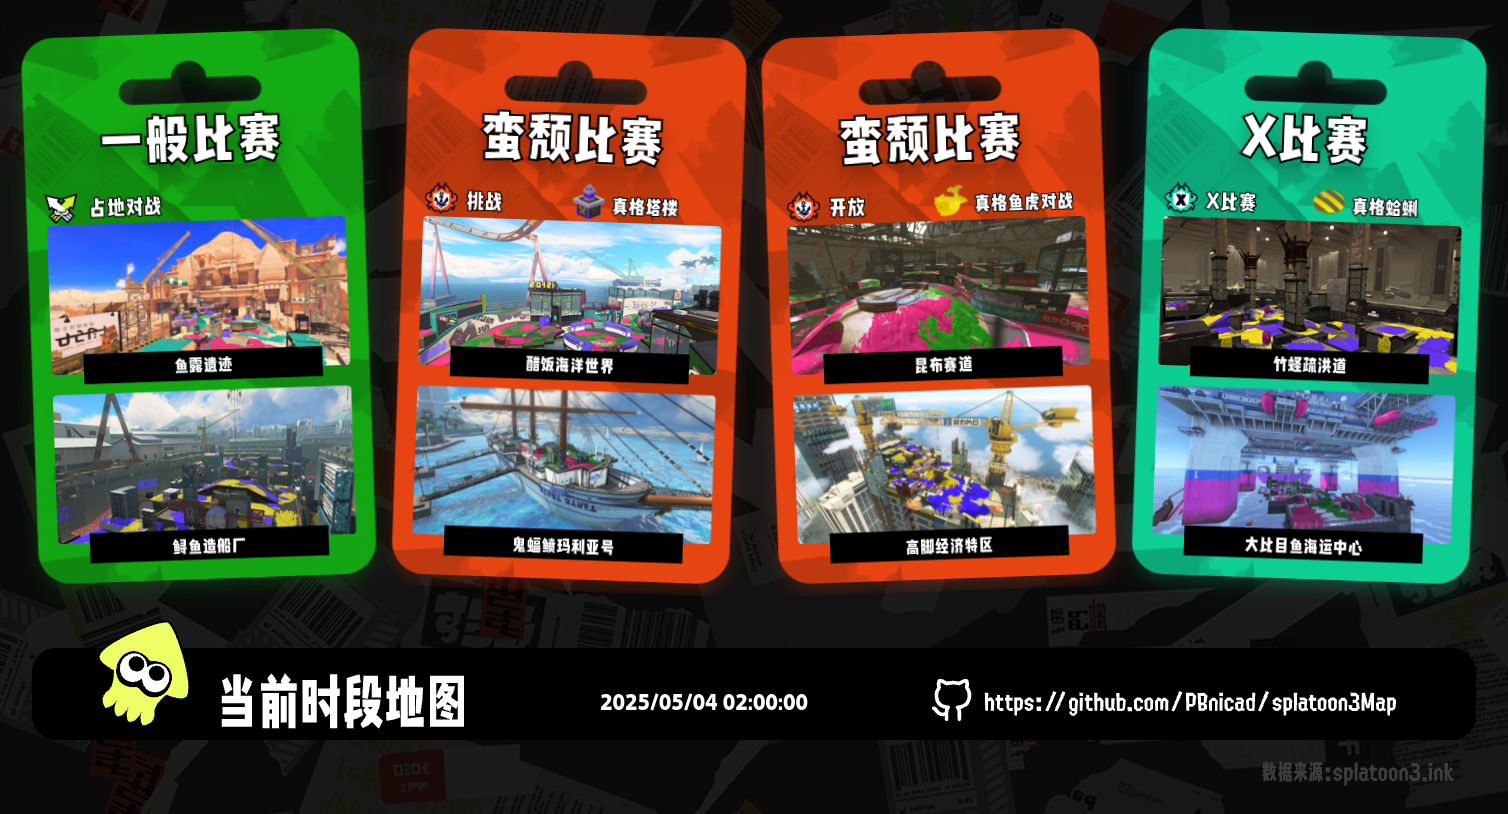 一般比赛
占地对战
鱼露遗迹
鲟鱼造船厂
蛮颓比赛
挑战
真格塔楼
醋饭海洋世界
鬼蝠鲼玛利亚号
蛮颓比赛
开放
真格鱼虎对战
昆布赛道
高脚经济特区
X比赛
X比赛
真格蛤蜊
竹蛏疏洪道
大比目鱼海运中心
当前时段地图
2025/05/04 02:00:00
https://github.com/PBnicad/splatoon3Map
数据来源:splatoon3.ink